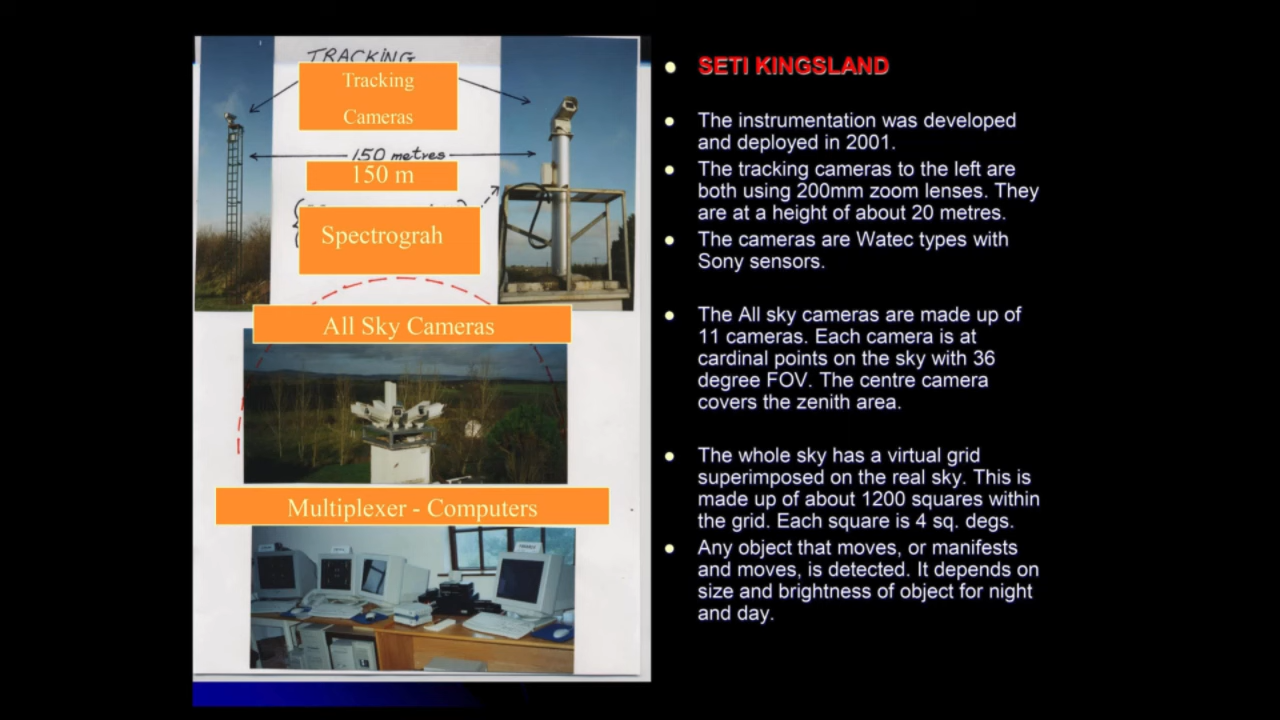 TRACKING
Tracking
Cameras
150 metres
150 m
Spectrograh
All Sky Cameras
Multiplexer - Computers
SETI KINGSLAND
The instrumentation was developed
and deployed in 2001.
The tracking cameras to the left are
both using 200mm zoom lenses. They
are at a height of about 20 metres.
The cameras are Watec types with
Sony sensors.
The All sky cameras are made up of
11 cameras. Each camera is at
cardinal points on the sky with 36
degree FOV. The centre camera
covers the zenith area.
The whole sky has a virtual grid
superimposed on the real sky. This is
made up of about 1200 squares within
the grid. Each square is 4 sq. degs.
Any object that moves, or manifests
and moves, is detected. It depends on
size and brightness of object for night
and day.